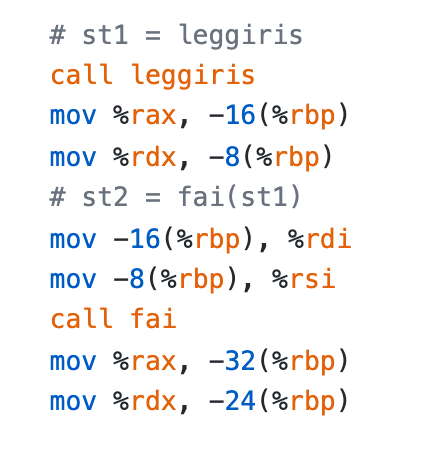 # st1 = leggiris
call leggiris
mov %rax, -16(%rbp)
mov %rdx, -8(%rbp)
# st2 = fai(st1)
mov -16(%rbp), %rdi
mov -8(%rbp), %rsi
call fai
mov %rax, -32(%rbp)
mov %rdx, -24(%rbp)